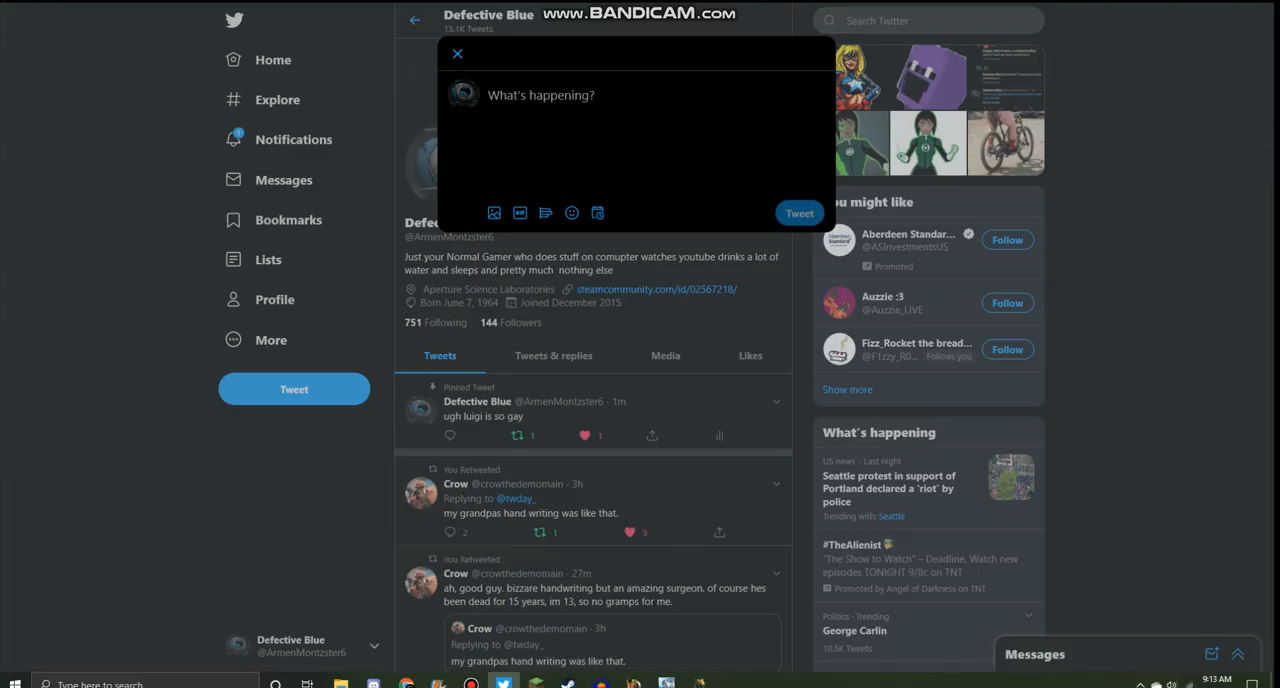 www.BANDICAM.com
Home
Explore
1
Notifications
Messages
Bookmarks
Lists
Profile
More
Tweet
Defective Blue
@ArmenMontzster6
Defective Blue
13.1K Tweets
What's happening?
GIF
Tweet
Defec
@ArmenMontzster6
Just your Normal Gamer who does stuff on comupter watches youtube drinks a lot of
water and sleeps and pretty much nothing else
Aperture Science Laboratories steamcommunity.com/id/02567218/
Born June 7, 1964 Joined December 2015
751 Following 144 Followers
Tweets Tweets & replies Media Likes
Pinned Tweet
Defective Blue @ArmenMontzster6 · 1m
ugh luigi is so gay
1 1
You Retweeted
Crow @crowthedemomain · 3h
Replying to @twday_
my grandpas hand writing was like that.
2 1 3
You Retweeted
Crow @crowthedemomain · 27m
ah, good guy. bizzare handwriting but an amazing surgeon. of course hes
been dead for 15 years, im 13, so no gramps for me.
Crow @crowthedemomain · 3h
Replying to @twday_
my grandpas hand writing was like that.
Search Twitter
ou might like
Aberdeen Standar...
@ASInvestmentsUS
Promoted
Follow
Auzzie :3
@Auzzie_LIVE
Follow
Fizz_Rocket the bread...
@F1zzy_R0... Follows you
Follow
Show more
What's happening
US news · Last night
Seattle protest in support of
Portland declared a 'riot' by
police
Trending with: Seattle
#TheAlienist
"The Show to Watch" – Deadline. Watch new
episodes TONIGHT 9/8c on TNT
Promoted by Angel of Darkness on TNT
Politics · Trending
George Carlin
10.5K Tweets
Messages
Type here to search
9:13 AM